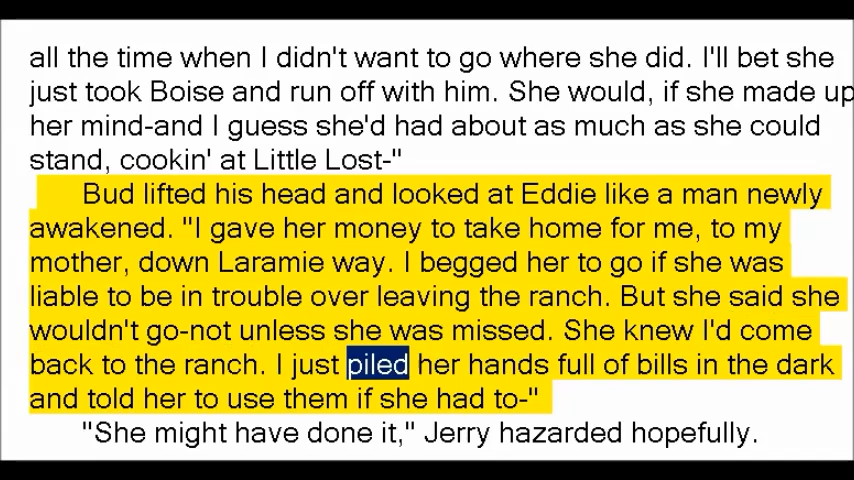 all the time when I didn't want to go where she did. I'll bet she
just took Boise and run off with him. She would, if she made up
her mind-and I guess she'd had about as much as she could
stand, cookin' at Little Lost-"
Bud lifted his head and looked at Eddie like a man newly
awakened. "I gave her money to take home for me, to my
mother, down Laramie way. I begged her to go if she was
liable to be in trouble over leaving the ranch. But she said she
wouldn't go-not unless she was missed. She knew I'd come
back to the ranch. I just piled her hands full of bills in the dark
and told her to use them if she had to-"
"She might have done it," Jerry hazarded hopefully.